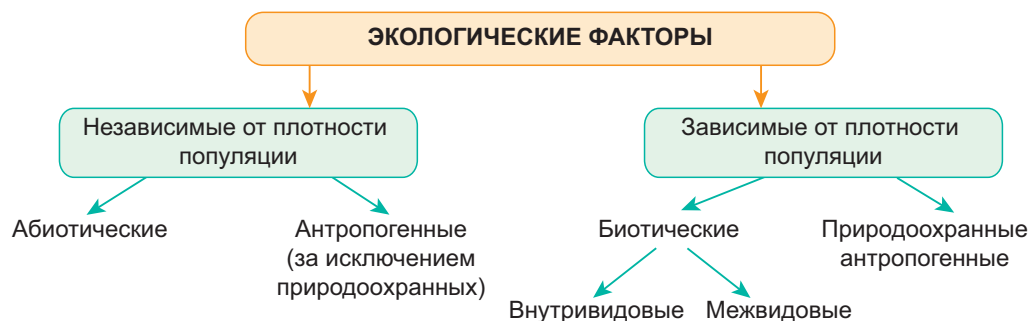 ЭКОЛОГИЧЕСКИЕ ФАКТОРЫ
Независимые от плотности
популяции
Зависимые от плотности
популяции
Абиотические
Антропогенные
(за исключением
природоохранных)
Биотические
Природоохранные
антропогенные
Внутривидовые
Межвидовые